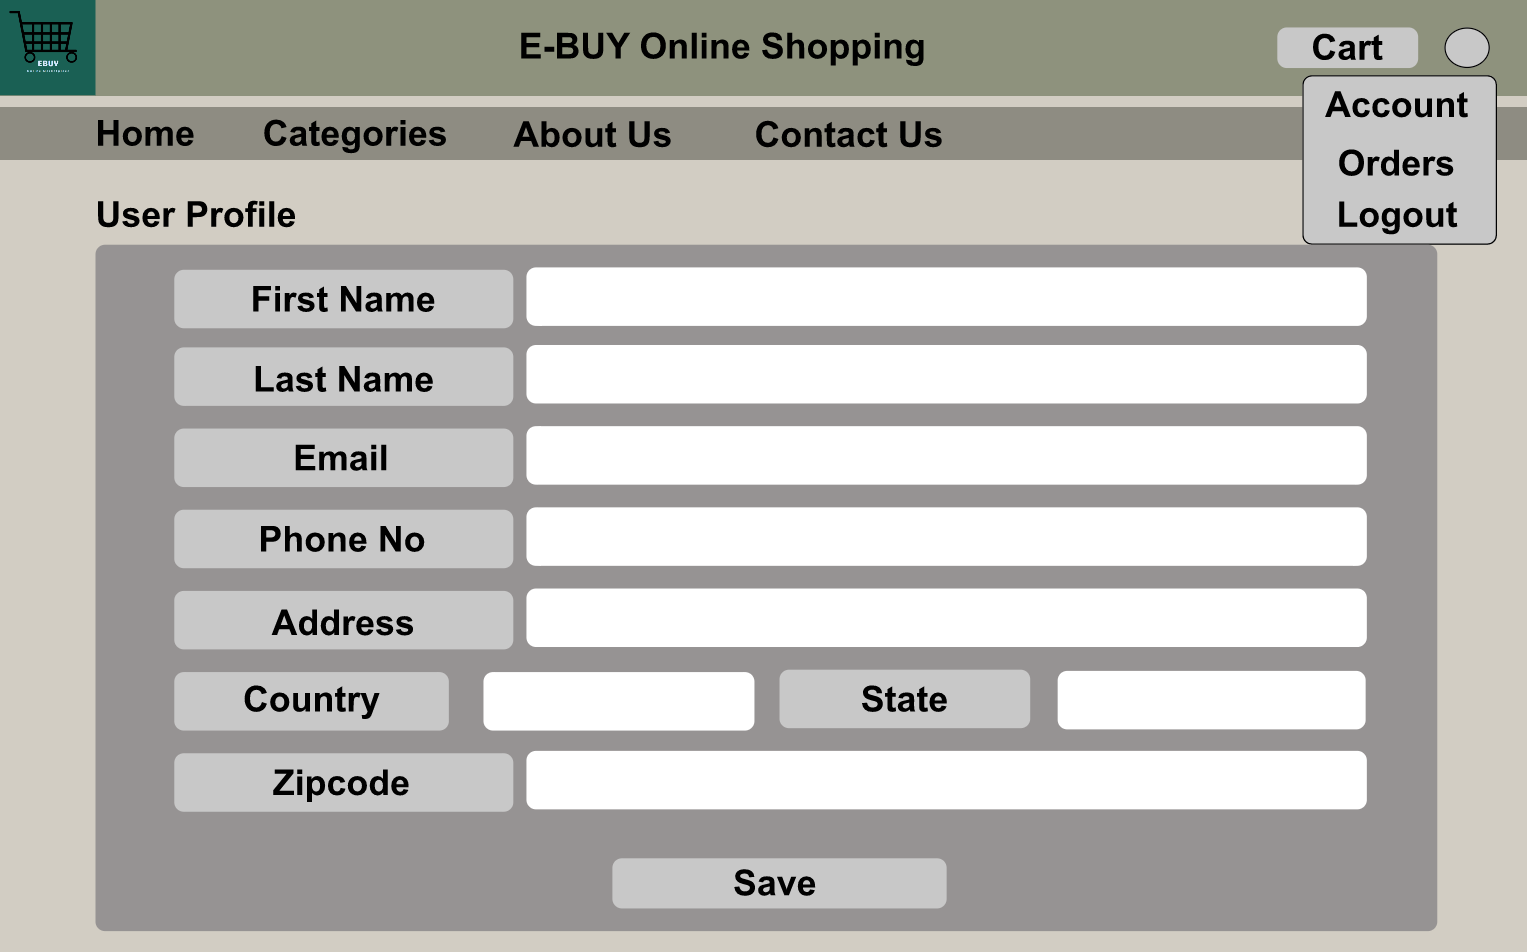 EBUY
E-BUY Online Shopping
Cart
Account
Orders
Logout
Home Categories About Us Contact Us
User Profile
First Name
Last Name
Email
Phone No
Address
Country State
Zipcode
Save